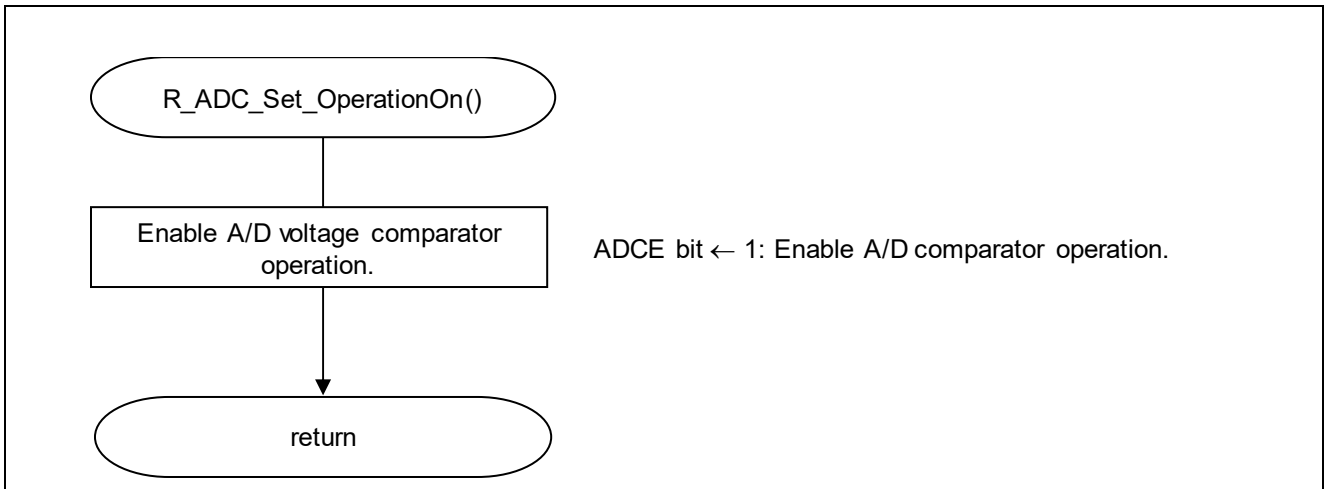 R_ADC_Set_OperationOn()
Enable A/D voltage comparator
operation.
ADCE bit ← 1: Enable A/D comparator operation.
return